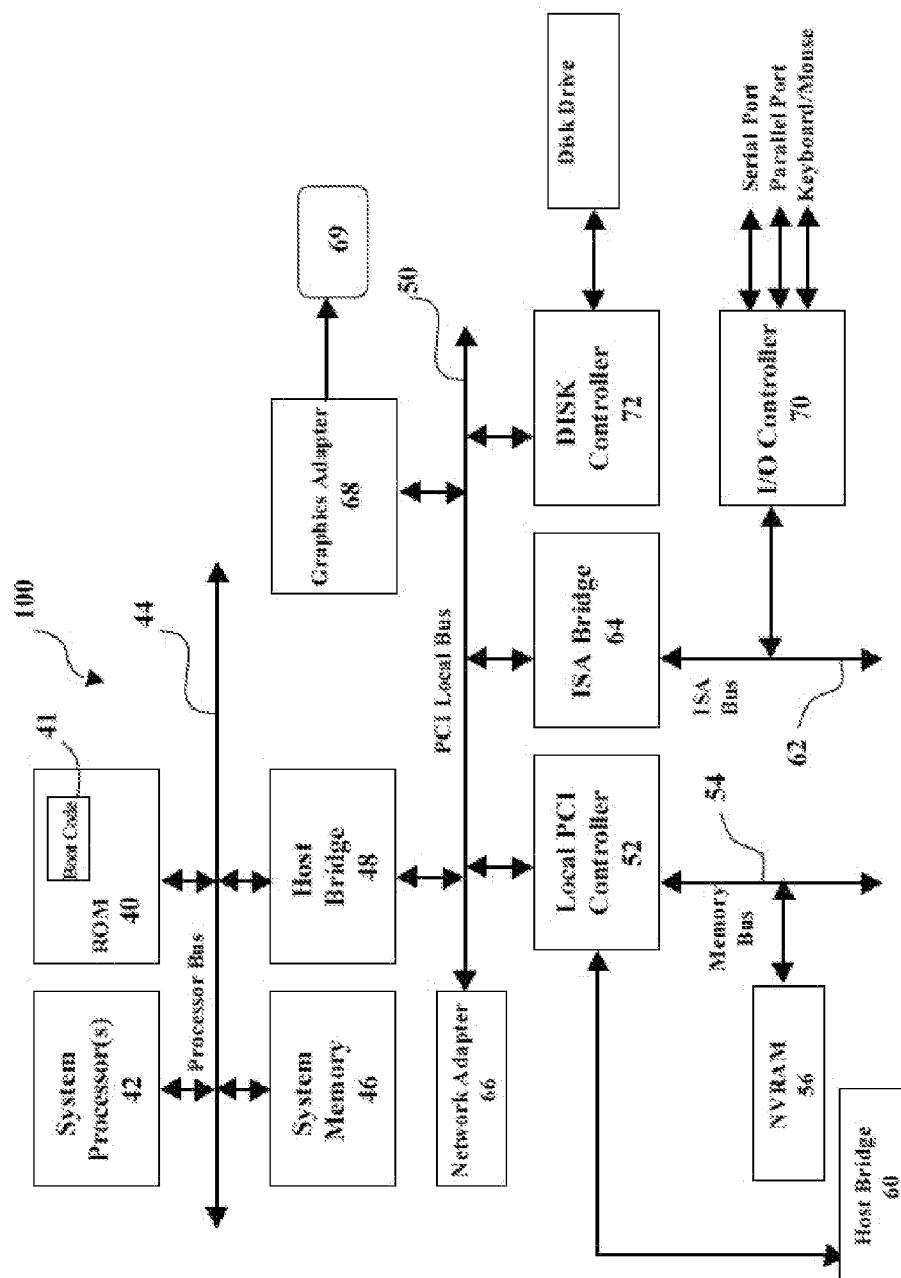 100
System
Processor(s)
42
ROM
40
Boot Code
41
44
Processor Bus
System
Memory
46
Host
Bridge
48
Graphics Adapter
68
69
Network Adapter
66
PCI Local Bus
50
Local PCI
Controller
52
ISA Bridge
64
DISK
Controller
72
Disk Drive
Memory
Bus
54
ISA
Bus
62
I/O Controller
70
Serial Port
Parallel Port
Keyboard/Mouse
NVRAM
56
Host Bridge
60